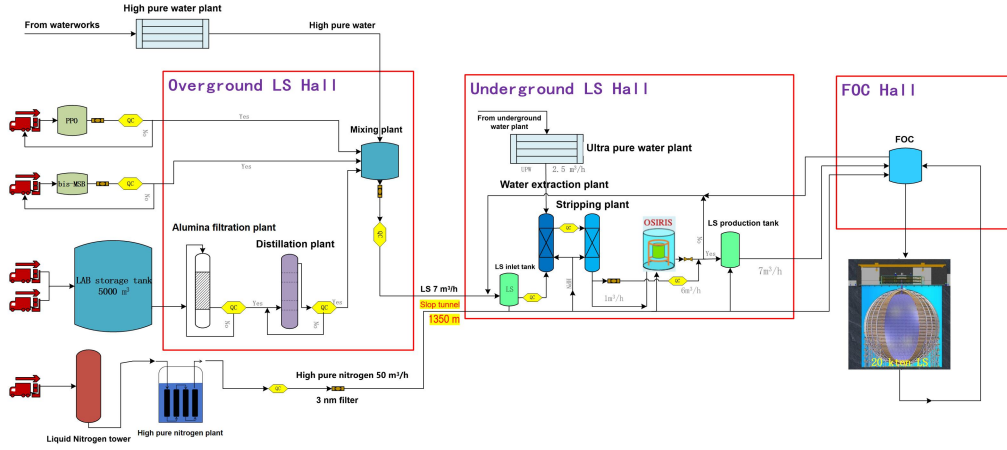 High pure water plant
From waterworks
High pure water
Overground LS Hall
Underground LS Hall
FOC Hall
PPO
QC
Yes
No
Mixing plant
From underground
water plant
Ultra pure water plant
UPW
2.5 m³/h
FOC
bis-MSB
QC
Yes
No
Water extraction plant
Stripping plant
QC
OSIRIS
LS production tank
No
Yes
Alumina filtration plant
Distillation plant
QC
LAB storage tank
5000 m³
LS inlet tank
LS
QC
7m³/h
QC
6m³/h
1m³/h
HPN
LS 7 m³/h
Slop tunnel
1350 m
QC
Yes
No
QC
Yes
No
20 kton LS
High pure nitrogen 50 m³/h
QC
3 nm filter
Liquid Nitrogen tower
High pure nitrogen plant